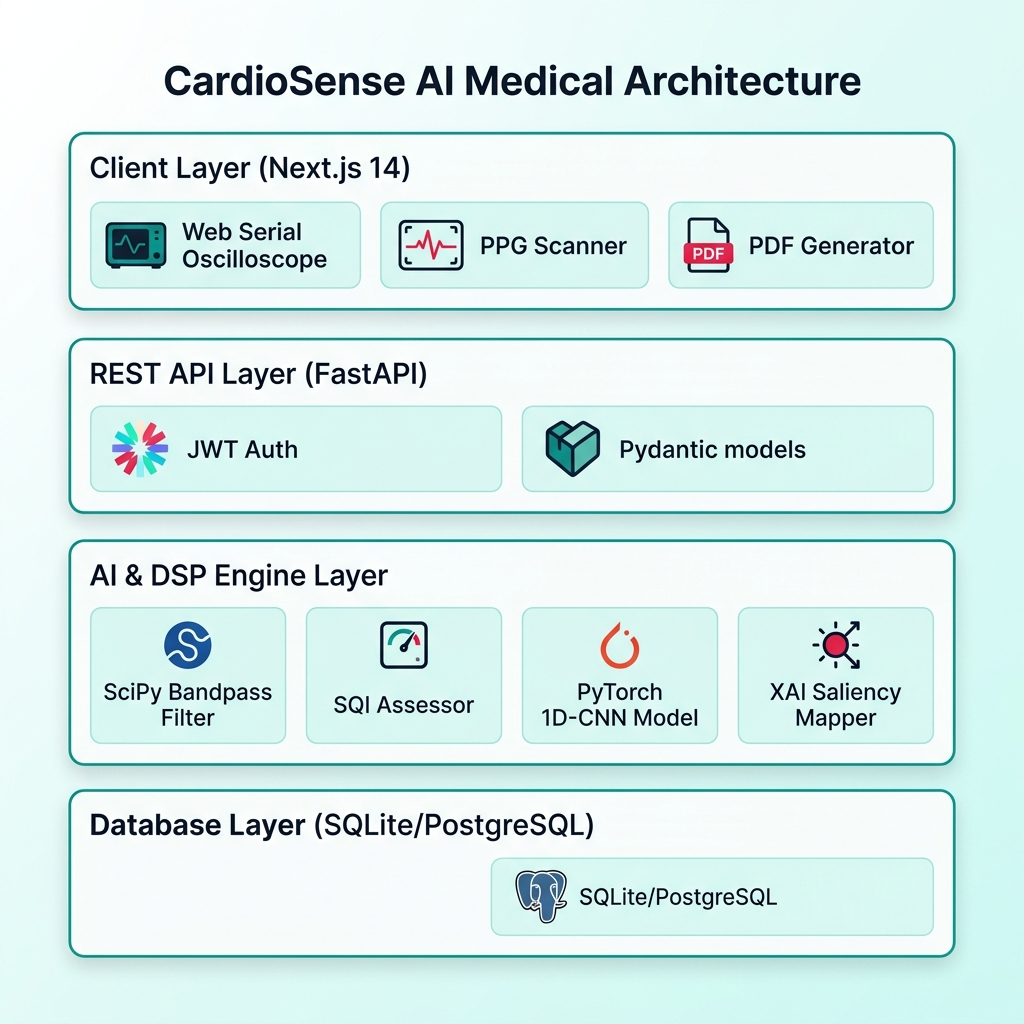 CardioSense AI Medical Architecture
Client Layer (Next.js 14)
Web Serial
Oscilloscope
PPG Scanner
PDF
PDF Generator
REST API Layer (FastAPI)
JWT Auth
Pydantic models
AI & DSP Engine Layer
SciPy Bandpass
Filter
SQI Assessor
PyTorch
1D-CNN Model
XAI Saliency
Mapper
Database Layer (SQLite/PostgreSQL)
SQLite/PostgreSQL